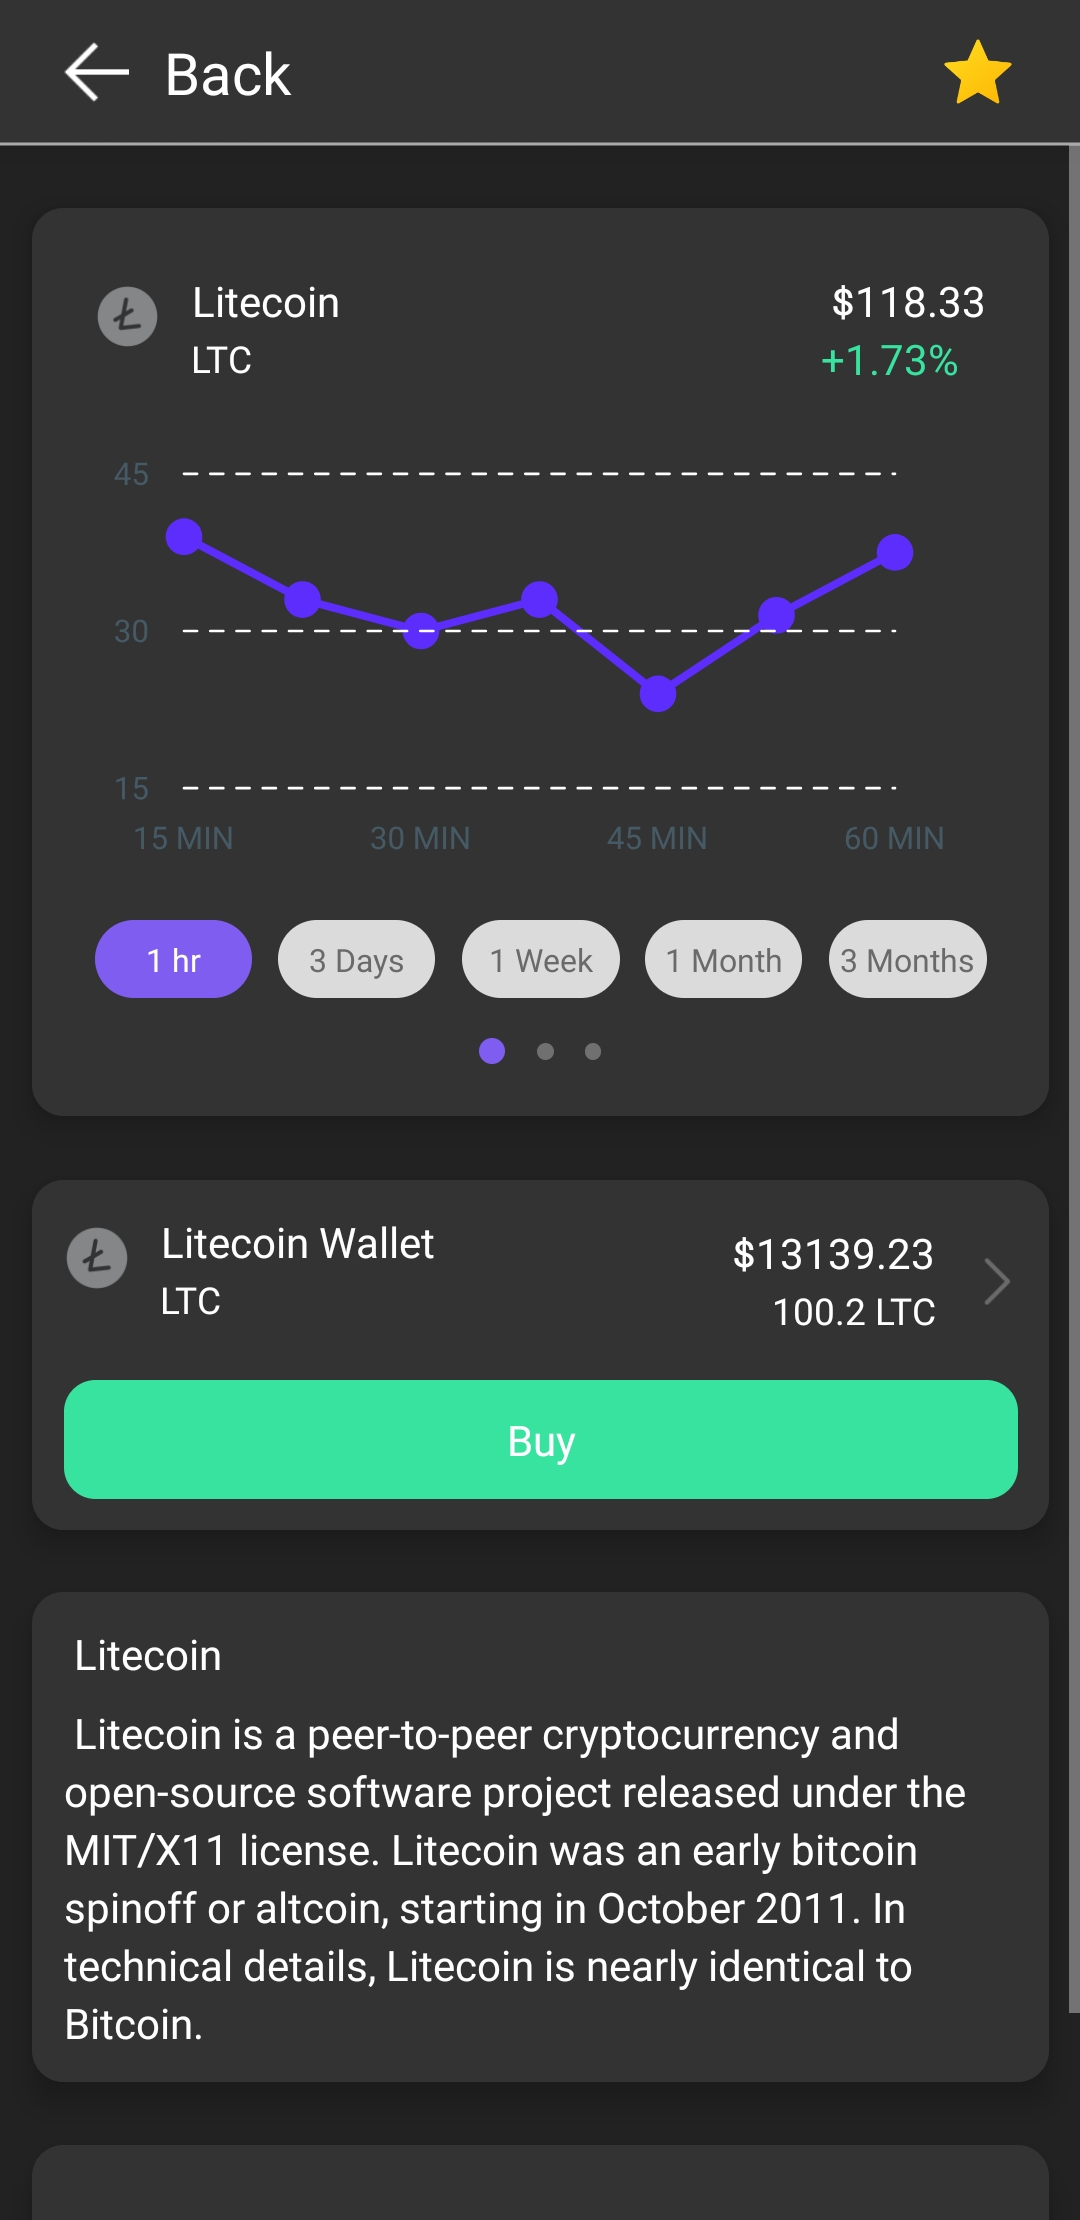 Back
Litecoin
$118.33
LTC
+1.73%
45
30
15
15 MIN 30 MIN 45 MIN 60 MIN
1 hr 3 Days 1 Week 1 Month 3 Months
Litecoin Wallet
$13139.23
LTC
100.2 LTC
Buy
Litecoin
Litecoin is a peer-to-peer cryptocurrency and
open-source software project released under the
MIT/X11 license. Litecoin was an early bitcoin
spinoff or altcoin, starting in October 2011. In
technical details, Litecoin is nearly identical to
Bitcoin.